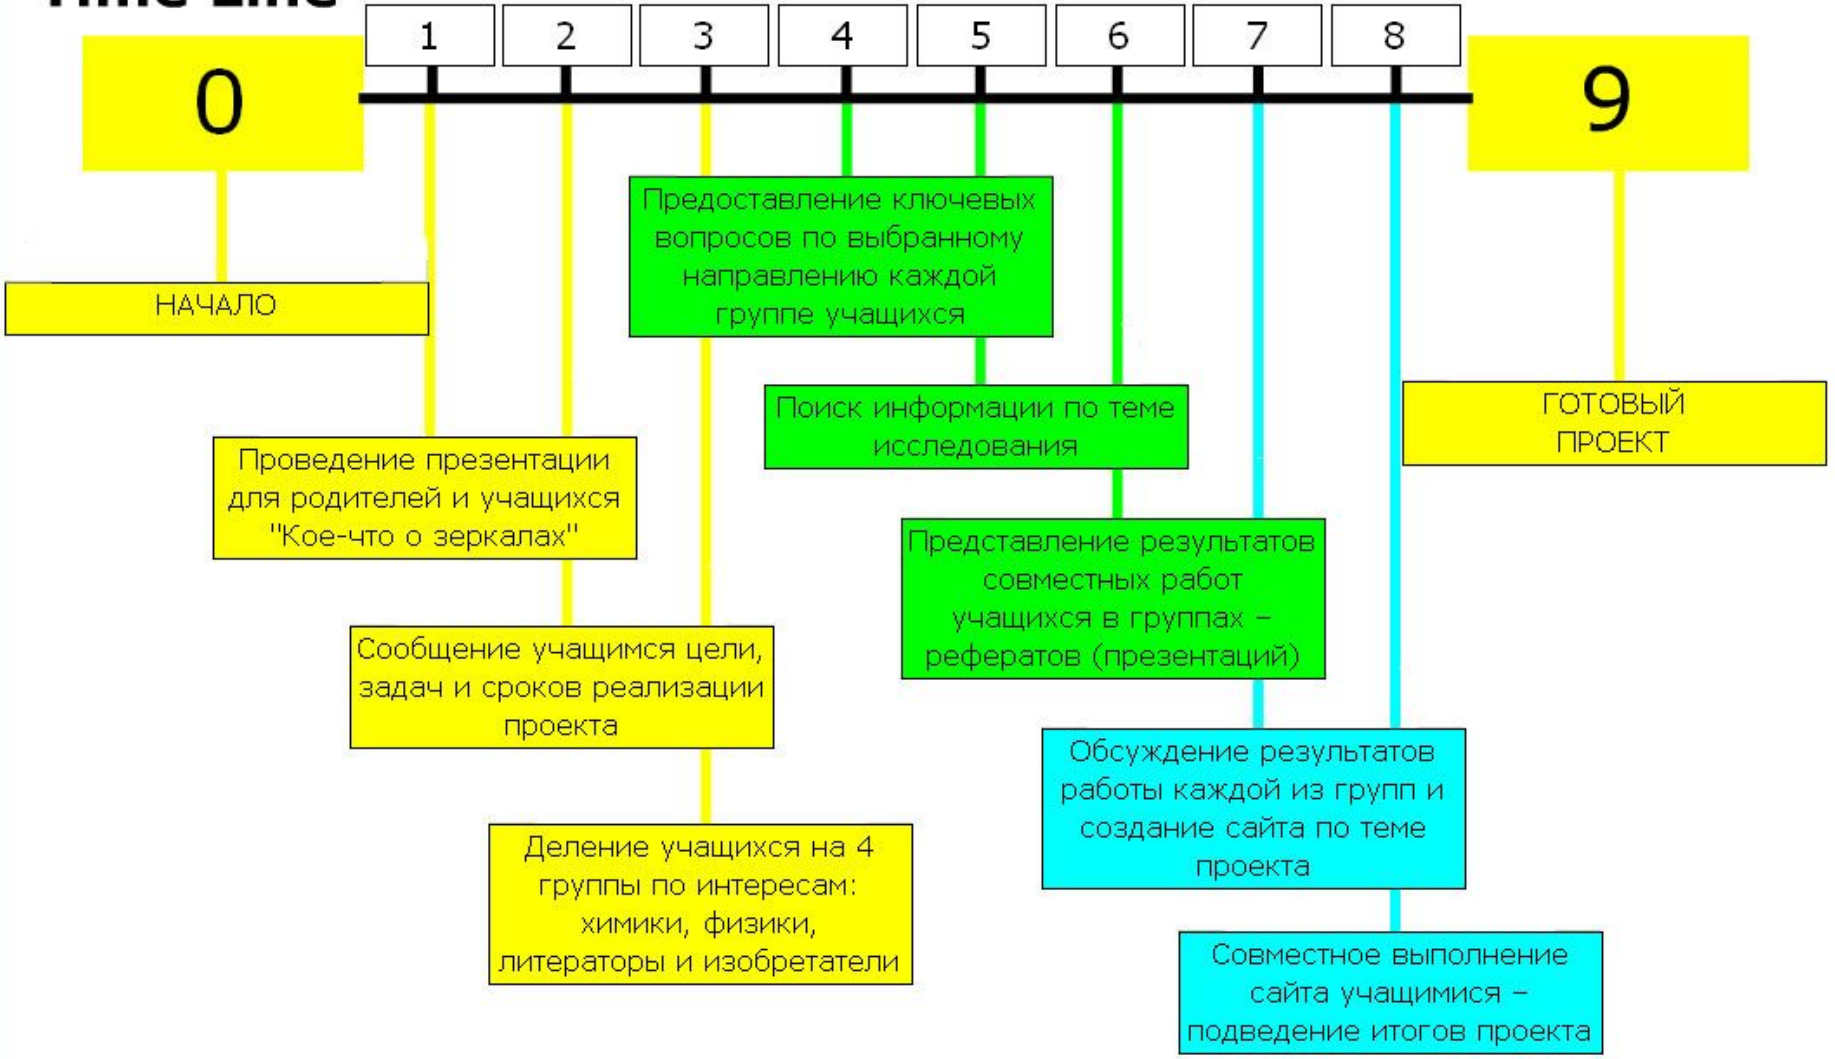 Time Line
0
1
2
3
4
5
6
7
8
9
НАЧАЛО
Проведение презентации
для родителей и учащихся
"Кое-что о зеркалах"
Сообщение учащимся цели,
задач и сроков реализации
проекта
Деление учащихся на 4
группы по интересам:
химики, физики,
литераторы и изобретатели
Предоставление ключевых
вопросов по выбранному
направлению каждой
группе учащихся
Поиск информации по теме
исследования
Представление результатов
совместных работ
учащихся в группах –
рефератов (презентаций)
Обсуждение результатов
работы каждой из групп и
создание сайта по теме
проекта
Совместное выполнение
сайта учащимися –
подведение итогов проекта
ГОТОВЫЙ
ПРОЕКТ